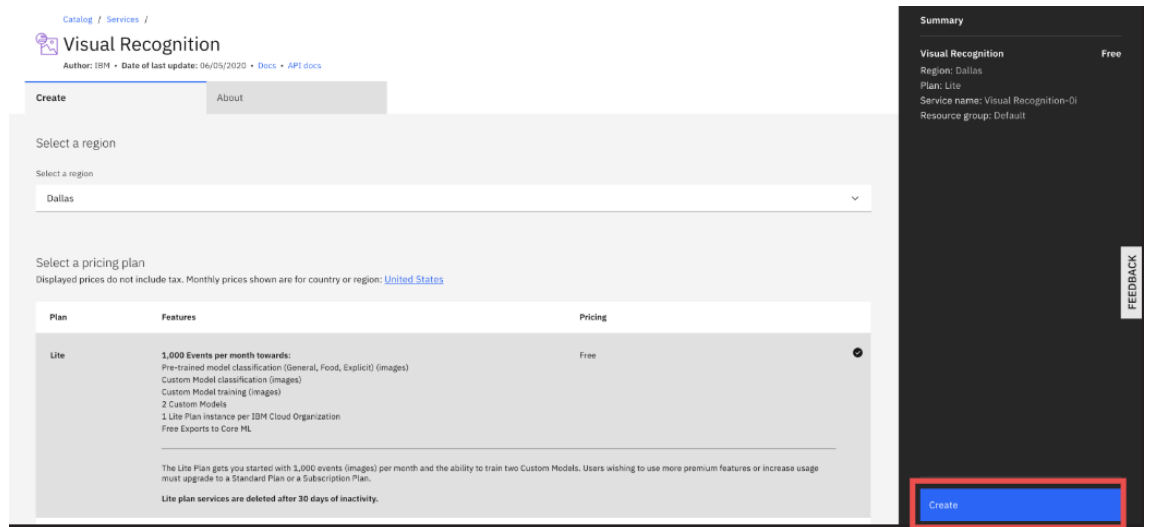 Catalog / Services /
Visual Recognition
Author: IBM • Date of last update: 06/05/2020 • Docs • API docs
Create
About
Select a region
Select a region
Dallas
Select a pricing plan
Displayed prices do not include tax. Monthly prices shown are for country or region: United States
Plan Features Pricing
Lite 1,000 Events per month towards: Free
Pre-trained model classification (General, Food, Explicit) (images)
Custom Model classification (images)
Custom Model training (images)
2 Custom Models
1 Lite Plan instance per IBM Cloud Organization
Free Exports to Core ML
The Lite Plan gets you started with 1,000 events (images) per month and the ability to train two Custom Models. Users wishing to use more premium features or increase usage
must upgrade to a Standard Plan or a Subscription Plan.
Lite plan services are deleted after 30 days of inactivity.
Summary
Visual Recognition Free
Region: Dallas
Plan: Lite
Service name: Visual Recognition-0i
Resource group: Default
FEEDBACK
Create